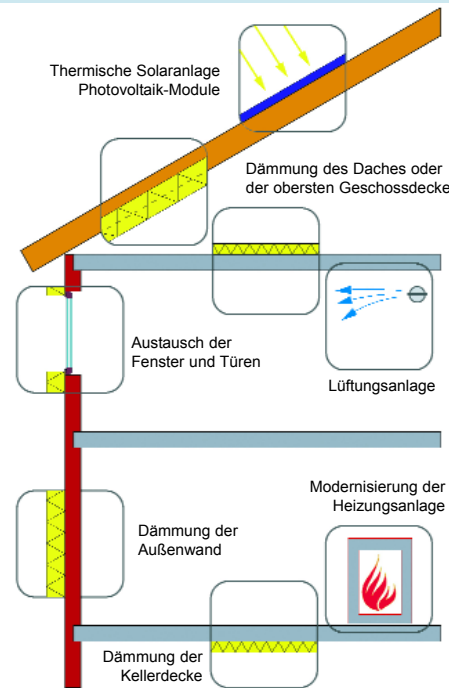 Thermische Solaranlage
Photovoltaik-Module
Dämmung des Daches oder
der obersten Geschossdecke
Austausch der
Fenster und Türen
Lüftungsanlage
Modernisierung der
Heizungsanlage
Dämmung der
Außenwand
Dämmung der
Kellerdecke